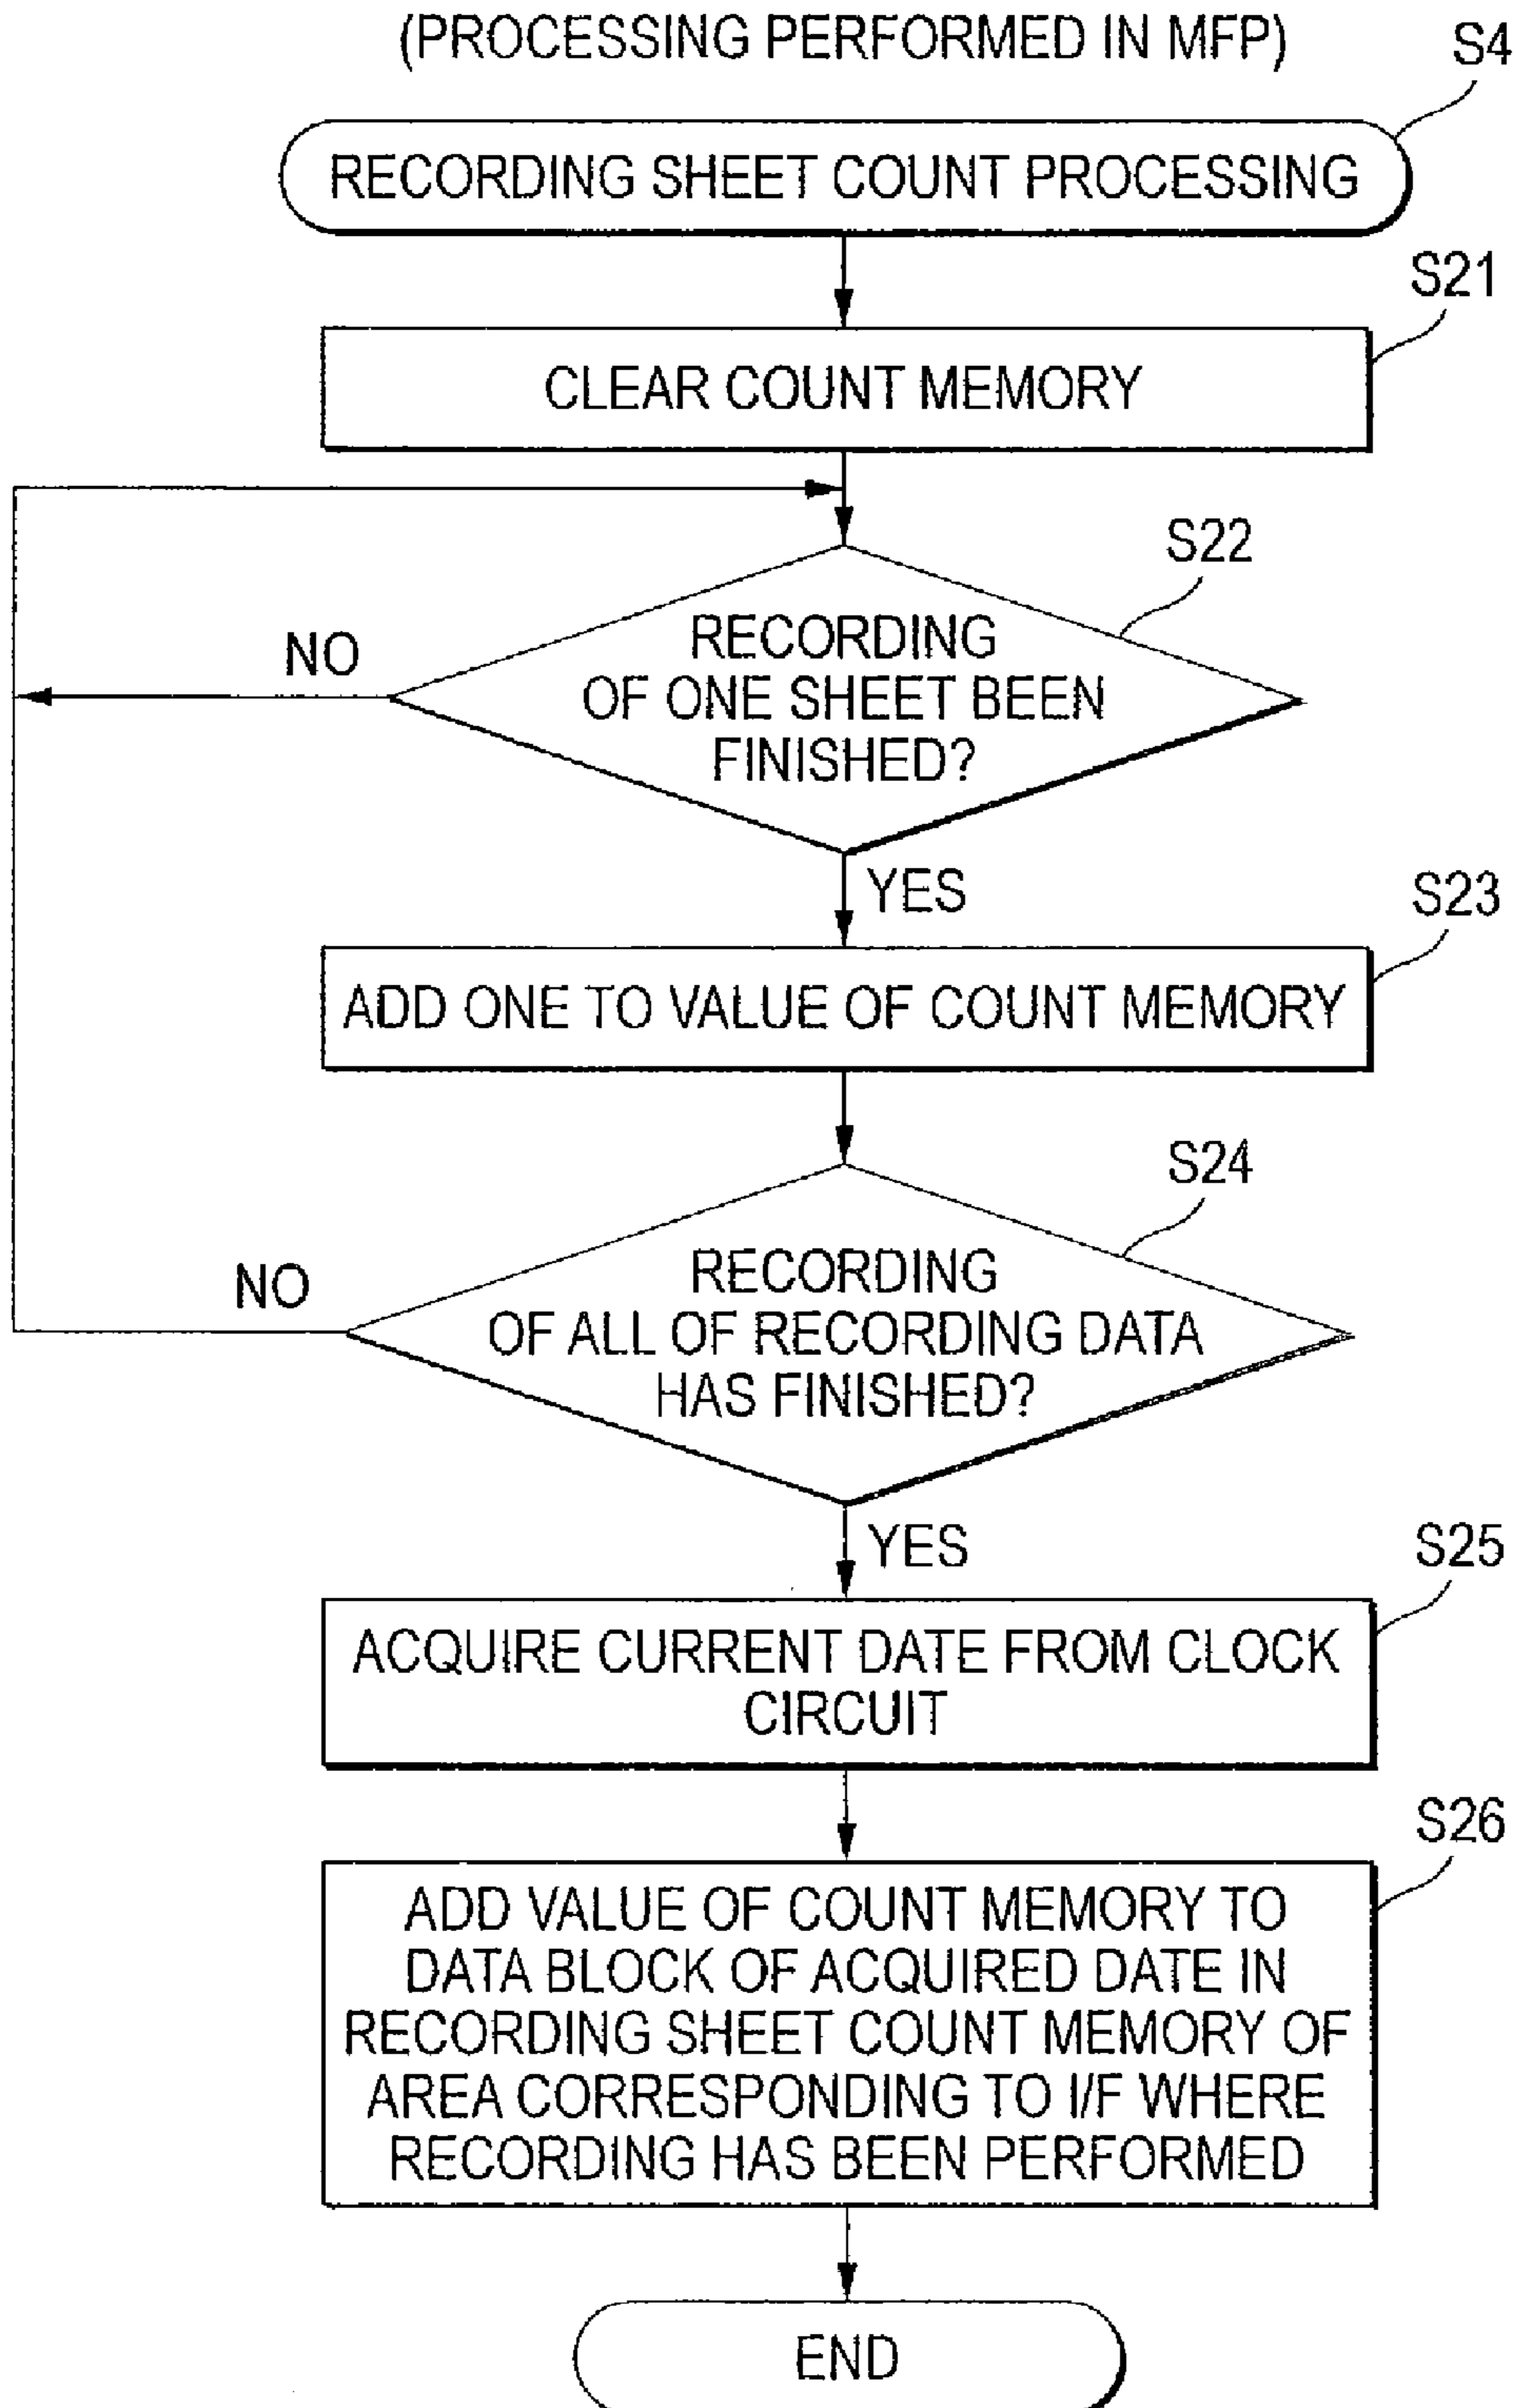 (PROCESSING PERFORMED IN MFP)
S4
RECORDING SHEET COUNT PROCESSING
S21
CLEAR COUNT MEMORY
S22
RECORDING
OF ONE SHEET BEEN
FINISHED?
NO
YES
S23
ADD ONE TO VALUE OF COUNT MEMORY
S24
RECORDING
OF ALL OF RECORDING DATA
HAS FINISHED?
NO
YES
S25
ACQUIRE CURRENT DATE FROM CLOCK
CIRCUIT
S26
ADD VALUE OF COUNT MEMORY TO
DATA BLOCK OF ACQUIRED DATE IN
RECORDING SHEET COUNT MEMORY OF
AREA CORRESPONDING TO I/F WHERE
RECORDING HAS BEEN PERFORMED
END